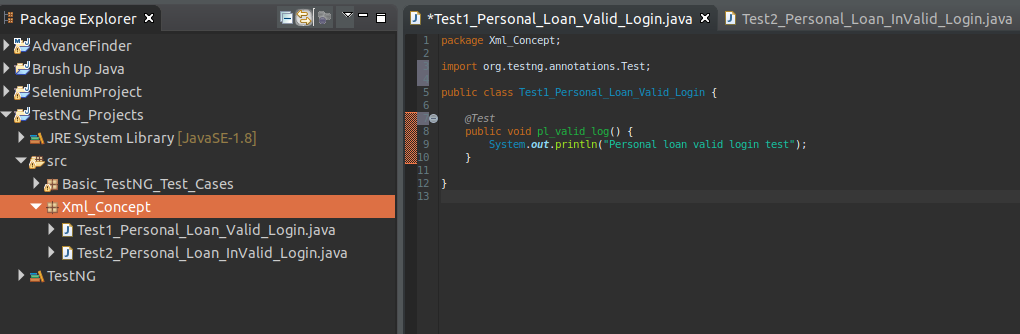 Package Explorer
AdvanceFinder
Brush Up Java
SeleniumProject
TestNG_Projects
JRE System Library [JavaSE-1.8]
src
Basic_TestNG_Test_Cases
Xml_Concept
Test1_Personal_Loan_Valid_Login.java
Test2_Personal_Loan_InValid_Login.java
TestNG
*Test1_Personal_Loan_Valid_Login.java
Test2_Personal_Loan_InValid_Login.java
1 package Xml_Concept;
2
import org.testng.annotations.Test;
5 public class Test1_Personal_Loan_Valid_Login {
6
@Test
8 public void pl_valid_log() {
9 System.out.println("Personal loan valid login test");
10 }
11
12 }
13